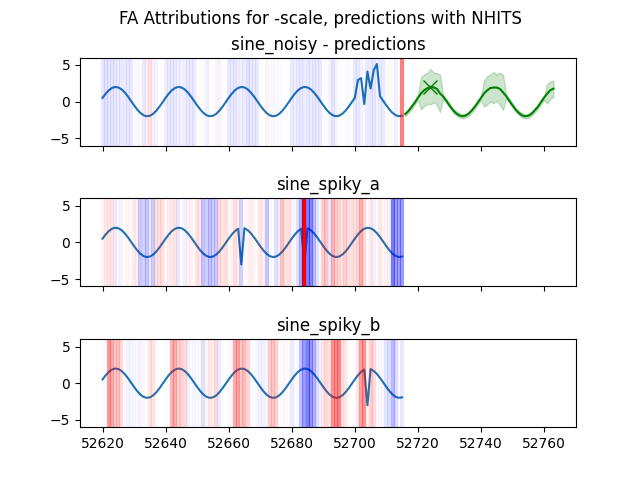 FA Attributions for -scale, predictions with NHITS
sine_noisy - predictions
5
0
−5
sine_spiky_a
5
0
−5
sine_spiky_b
5
0
−5
52620 52640 52660 52680 52700 52720 52740 52760